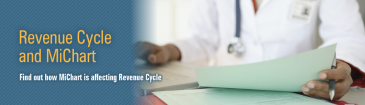 Revenue Cycle
and MiChart
Find out how MiChart is affecting Revenue Cycle